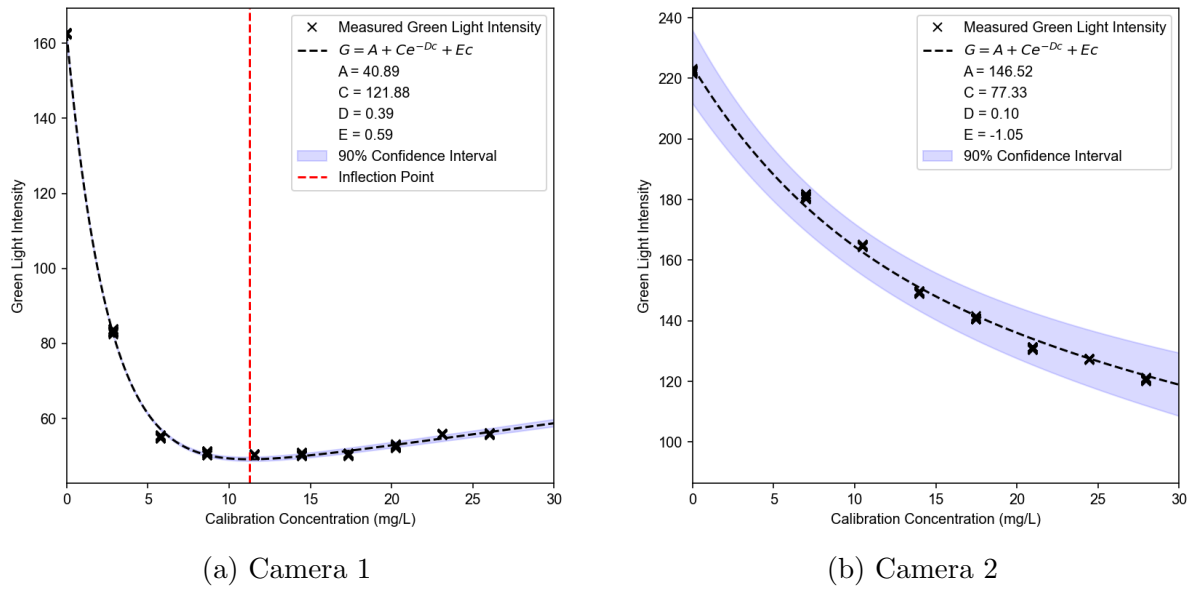 160
140
120
100
80
60
0
5
10
15
20
25
30
Green Light Intensity
Calibration Concentration (mg/L)
Measured Green Light Intensity
G = A + Ce^{-Dc} + Ec
A = 40.89
C = 121.88
D = 0.39
E = 0.59
90% Confidence Interval
Inflection Point
(a) Camera 1
240
220
200
180
160
140
120
100
0
5
10
15
20
25
30
Green Light Intensity
Calibration Concentration (mg/L)
Measured Green Light Intensity
G = A + Ce^{-Dc} + Ec
A = 146.52
C = 77.33
D = 0.10
E = -1.05
90% Confidence Interval
(b) Camera 2